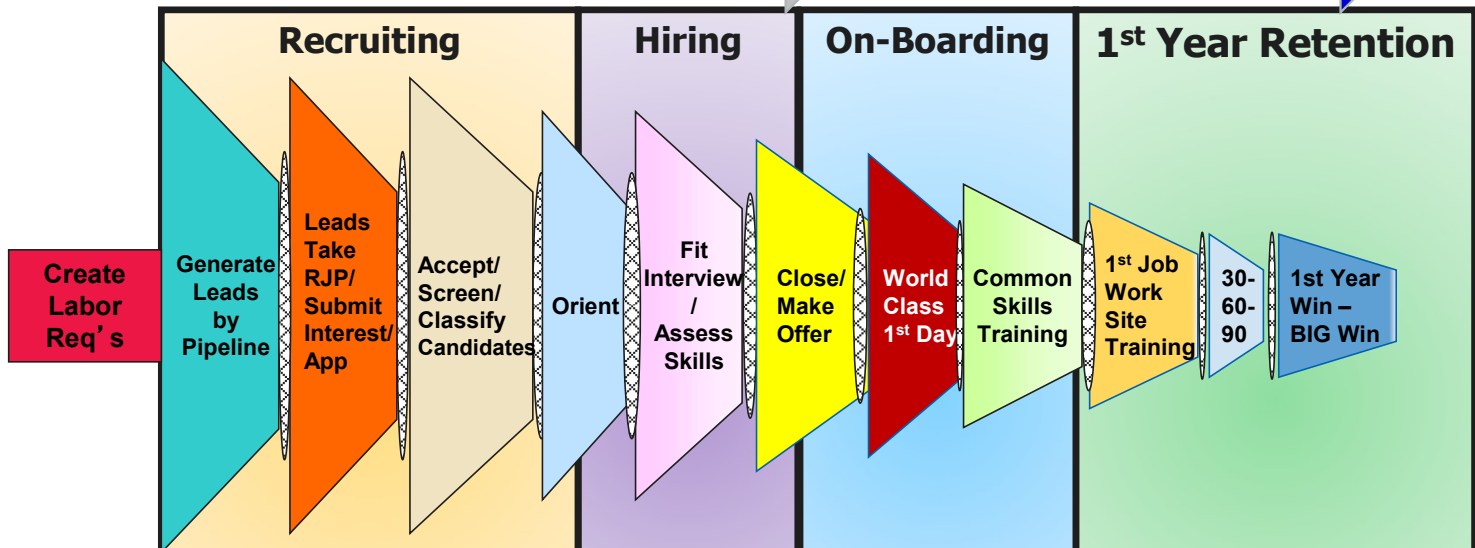 Recruiting
Hiring
On-Boarding
1st Year Retention
Create
Labor
Req's
Generate
Leads
by
Pipeline
Leads
Take
RJP/
Submit
Interest/
App
Accept/
Screen/
Classify
Candidates
Orient
Fit
Interview
/
Assess
Skills
Close/
Make
Offer
World
Class
1st Day
Common
Skills
Training
1st Job
Work
Site
Training
30-
60-
90
1st Year
Win –
BIG Win